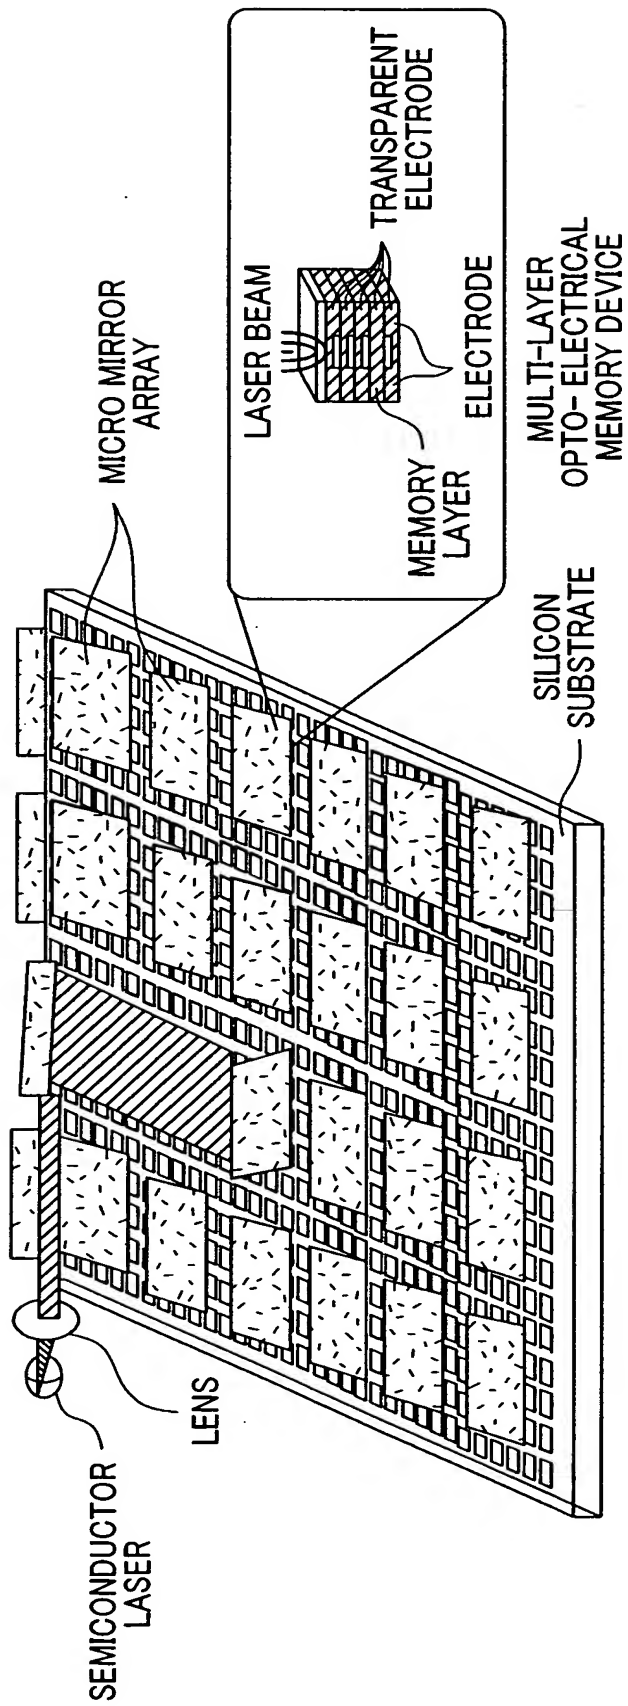 SEMICONDUCTOR
LASER
LENS
MICRO MIRROR
ARRAY
LASER BEAM
TRANSPARENT
ELECTRODE
MEMORY
LAYER
ELECTRODE
SILICON
SUBSTRATE
MULTI-LAYER
OPTO-ELECTRICAL
MEMORY DEVICE